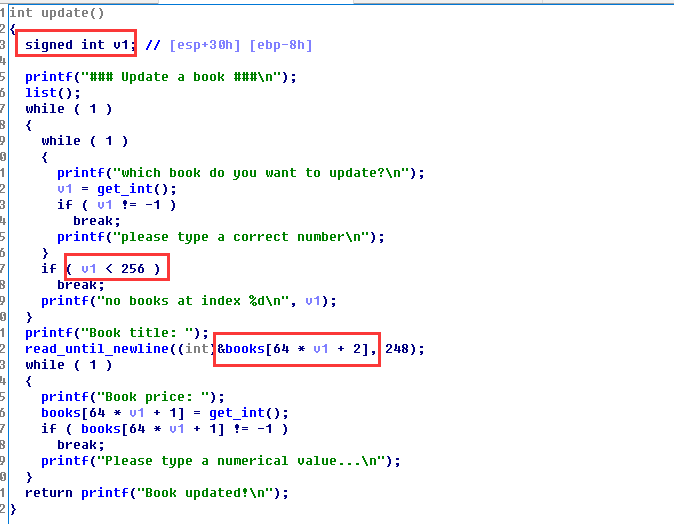 1 int update()
2 {
3 signed int v1; // [esp+30h] [ebp-8h]
5 printf("### Update a book ###\n");
6 list();
7 while ( 1 )
8 {
9 while ( 1 )
0 {
1 printf("which book do you want to update?\n");
2 v1 = get_int();
3 if ( v1 != -1 )
4 break;
5 printf("please type a correct number\n");
6 }
7 if ( v1 < 256 )
8 break;
9 printf("no books at index %d\n", v1);
0 }
1 printf("Book title: ");
2 read_until_newline((int)&books[64 * v1 + 2], 248);
3 while ( 1 )
4 {
5 printf("Book price: ");
6 books[64 * v1 + 1] = get_int();
7 if ( books[64 * v1 + 1] != -1 )
8 break;
9 printf("Please type a numerical value...\n");
0 }
1 return printf("Book updated!\n");
2 }